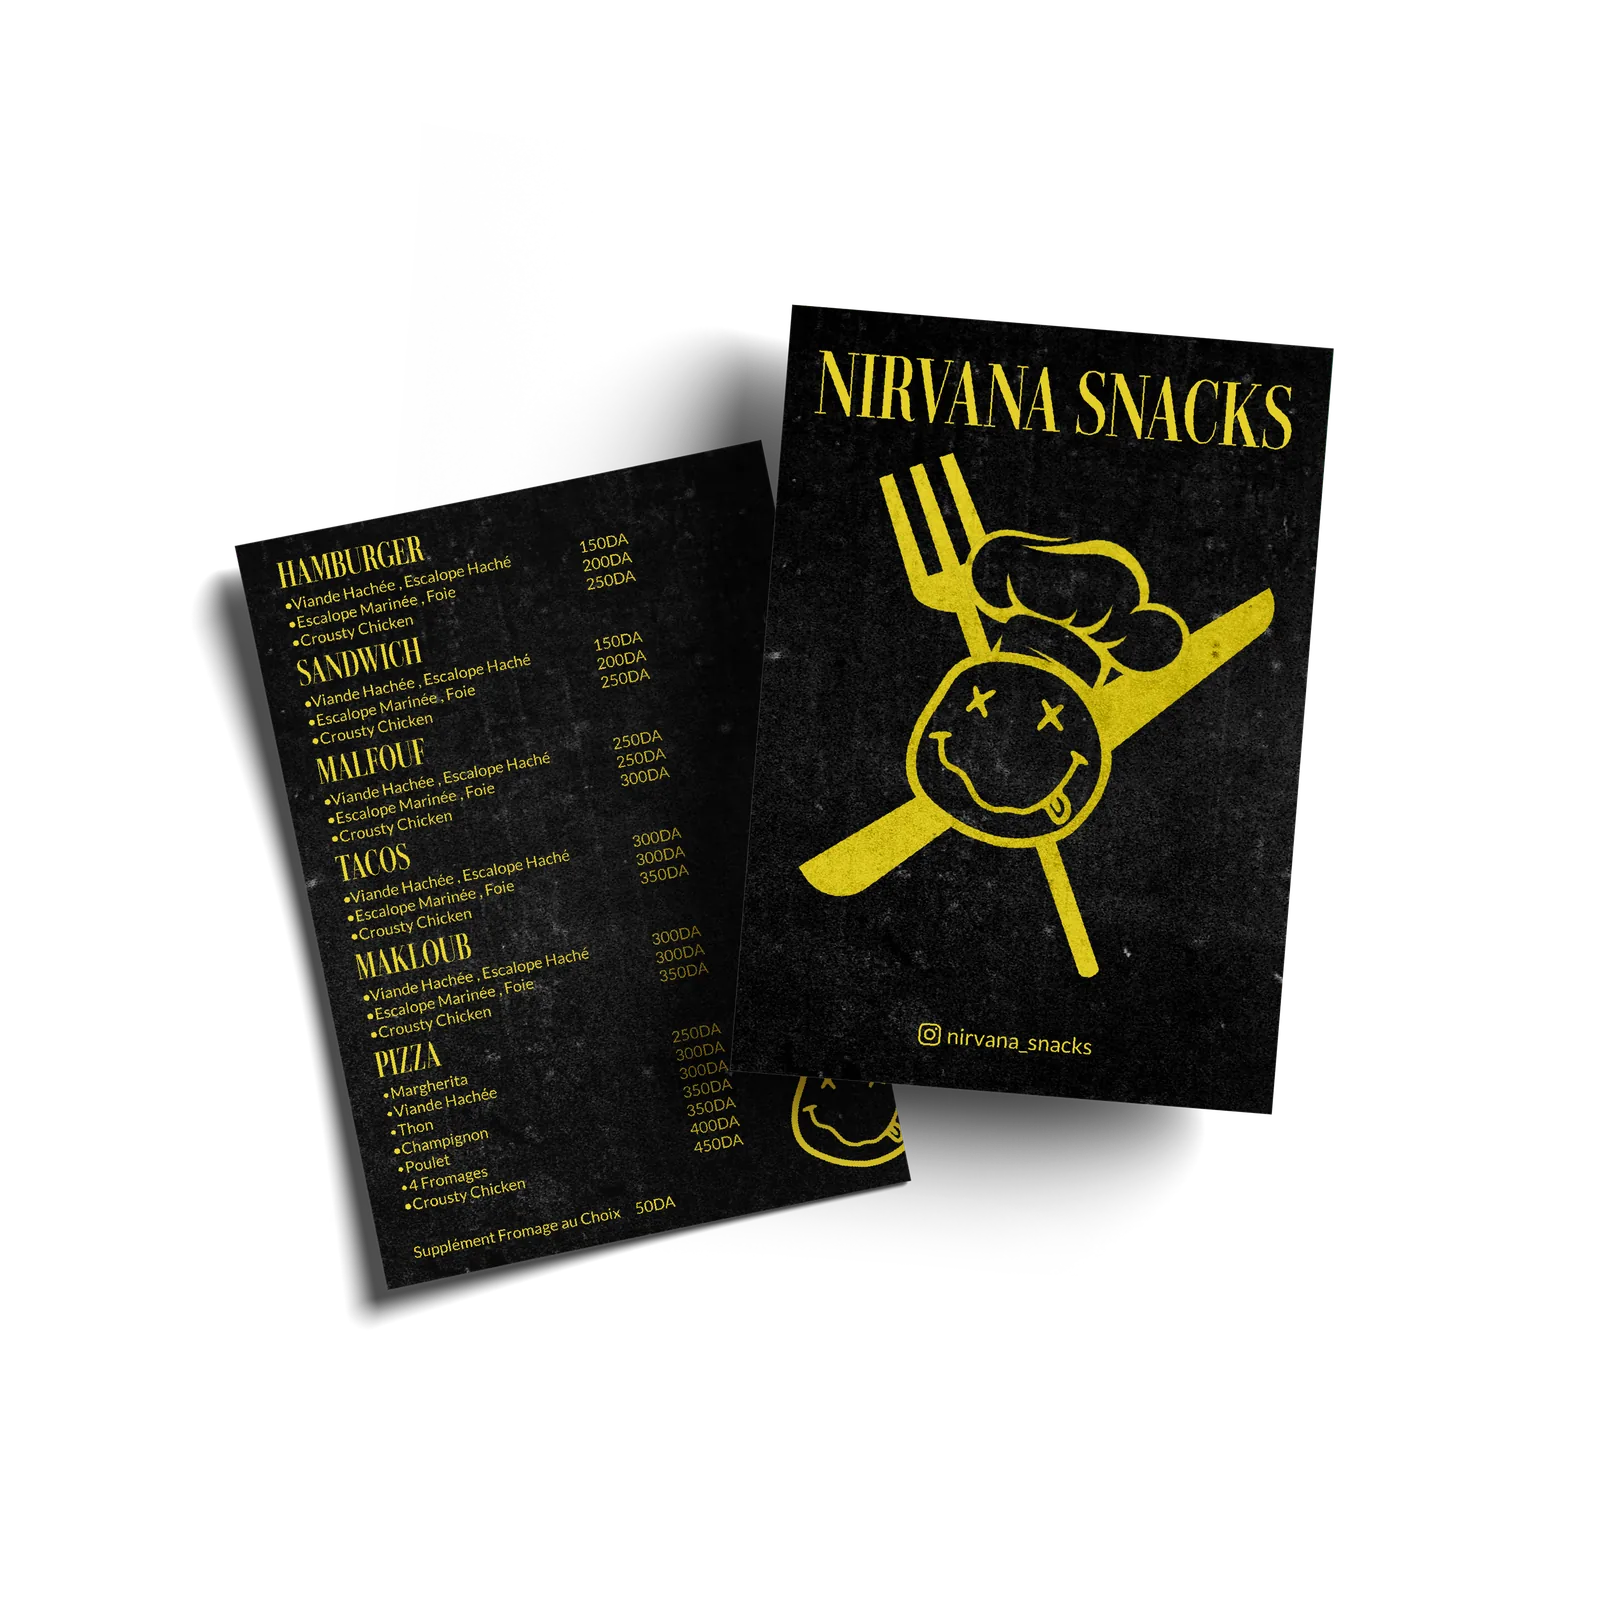 HAMBURGER
•Viande Hachée , Escalope Haché 150DA
•Escalope Marinée , Foie 200DA
•Crousty Chicken 250DA
SANDWICH
•Viande Hachée , Escalope Haché 150DA
•Escalope Marinée , Foie 200DA
•Crousty Chicken 250DA
MALFOUF
•Viande Hachée , Escalope Haché 250DA
•Escalope Marinée , Foie 250DA
•Crousty Chicken 300DA
TACOS
•Viande Hachée , Escalope Haché 300DA
•Escalope Marinée , Foie 300DA
•Crousty Chicken 350DA
MAKLOUB
•Viande Hachée , Escalope Haché 300DA
•Escalope Marinée , Foie 300DA
•Crousty Chicken 350DA
PIZZA
•Margherita 250DA
•Viande Hachée 300DA
•Thon 300DA
•Champignon 350DA
•Poulet 350DA
•4 Fromages 400DA
•Crousty Chicken 450DA
Supplément Fromage au Choix 50DA
NIRVANA SNACKS
nirvana_snacks